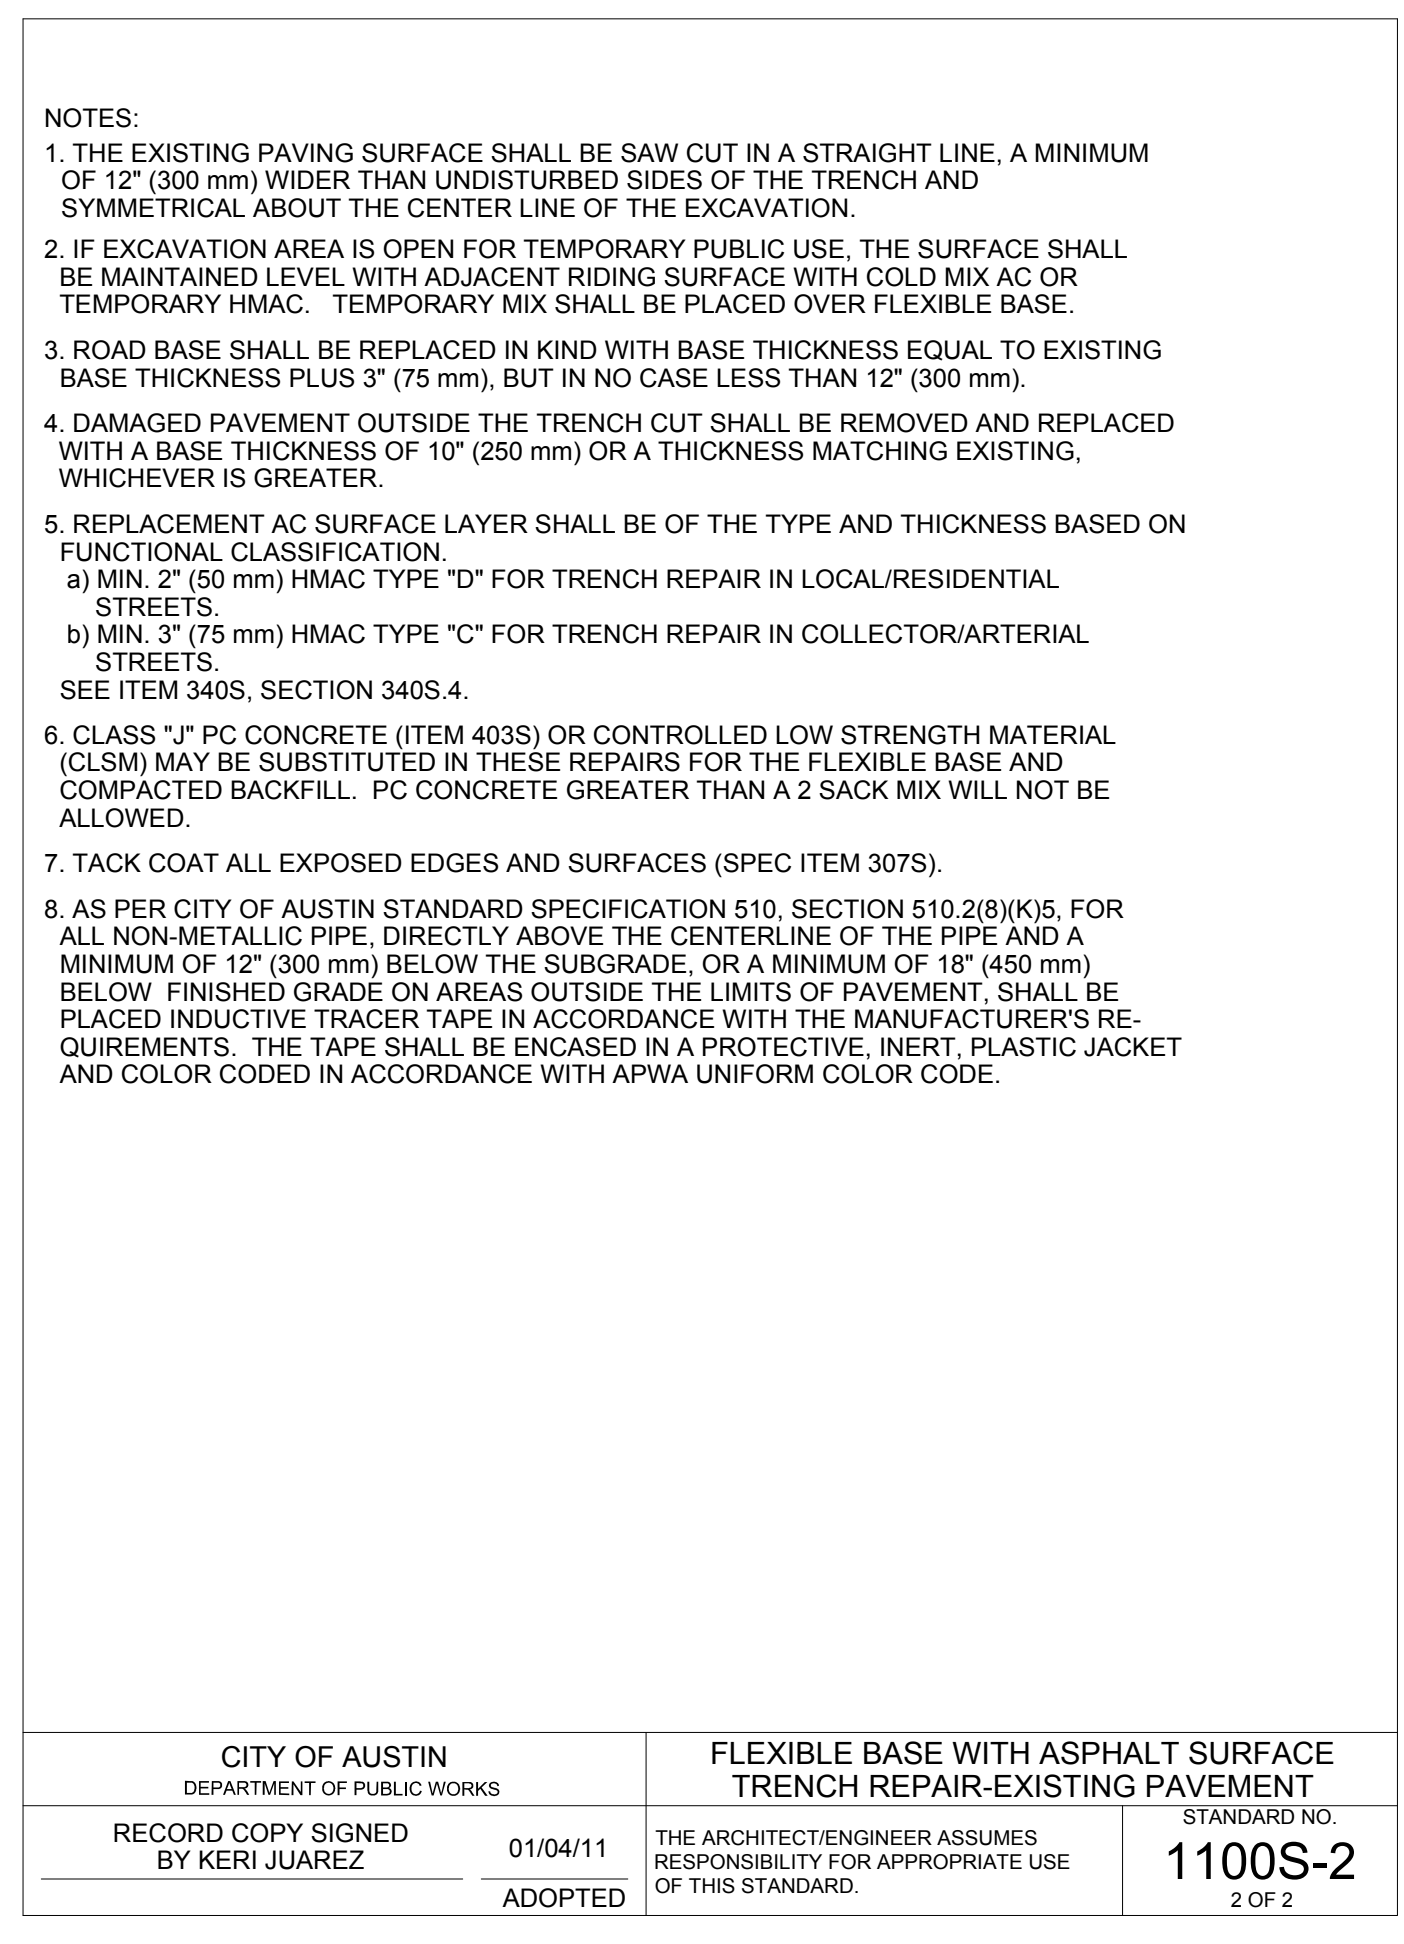 NOTES:
1. THE EXISTING PAVING SURFACE SHALL BE SAW CUT IN A STRAIGHT LINE, A MINIMUM
OF 12" (300 mm) WIDER THAN UNDISTURBED SIDES OF THE TRENCH AND
SYMMETRICAL ABOUT THE CENTER LINE OF THE EXCAVATION.
2. IF EXCAVATION AREA IS OPEN FOR TEMPORARY PUBLIC USE, THE SURFACE SHALL
BE MAINTAINED LEVEL WITH ADJACENT RIDING SURFACE WITH COLD MIX AC OR
TEMPORARY HMAC. TEMPORARY MIX SHALL BE PLACED OVER FLEXIBLE BASE.
3. ROAD BASE SHALL BE REPLACED IN KIND WITH BASE THICKNESS EQUAL TO EXISTING
BASE THICKNESS PLUS 3" (75 mm), BUT IN NO CASE LESS THAN 12" (300 mm).
4. DAMAGED PAVEMENT OUTSIDE THE TRENCH CUT SHALL BE REMOVED AND REPLACED
WITH A BASE THICKNESS OF 10" (250 mm) OR A THICKNESS MATCHING EXISTING,
WHICHEVER IS GREATER.
5. REPLACEMENT AC SURFACE LAYER SHALL BE OF THE TYPE AND THICKNESS BASED ON
FUNCTIONAL CLASSIFICATION.
a) MIN. 2" (50 mm) HMAC TYPE "D" FOR TRENCH REPAIR IN LOCAL/RESIDENTIAL
STREETS.
b) MIN. 3" (75 mm) HMAC TYPE "C" FOR TRENCH REPAIR IN COLLECTOR/ARTERIAL
STREETS.
SEE ITEM 340S, SECTION 340S.4.
6. CLASS "J" PC CONCRETE (ITEM 403S) OR CONTROLLED LOW STRENGTH MATERIAL
(CLSM) MAY BE SUBSTITUTED IN THESE REPAIRS FOR THE FLEXIBLE BASE AND
COMPACTED BACKFILL. PC CONCRETE GREATER THAN A 2 SACK MIX WILL NOT BE
ALLOWED.
7. TACK COAT ALL EXPOSED EDGES AND SURFACES (SPEC ITEM 307S).
8. AS PER CITY OF AUSTIN STANDARD SPECIFICATION 510, SECTION 510.2(8)(K)5, FOR
ALL NON-METALLIC PIPE, DIRECTLY ABOVE THE CENTERLINE OF THE PIPE AND A
MINIMUM OF 12" (300 mm) BELOW THE SUBGRADE, OR A MINIMUM OF 18" (450 mm)
BELOW FINISHED GRADE ON AREAS OUTSIDE THE LIMITS OF PAVEMENT, SHALL BE
PLACED INDUCTIVE TRACER TAPE IN ACCORDANCE WITH THE MANUFACTURER'S RE-
QUIREMENTS. THE TAPE SHALL BE ENCASED IN A PROTECTIVE, INERT, PLASTIC JACKET
AND COLOR CODED IN ACCORDANCE WITH APWA UNIFORM COLOR CODE.
CITY OF AUSTIN
DEPARTMENT OF PUBLIC WORKS
FLEXIBLE BASE WITH ASPHALT SURFACE
TRENCH REPAIR-EXISTING PAVEMENT
RECORD COPY SIGNED
BY KERI JUAREZ
01/04/11
ADOPTED
THE ARCHITECT/ENGINEER ASSUMES
RESPONSIBILITY FOR APPROPRIATE USE
OF THIS STANDARD.
STANDARD NO.
1100S-2
2 OF 2